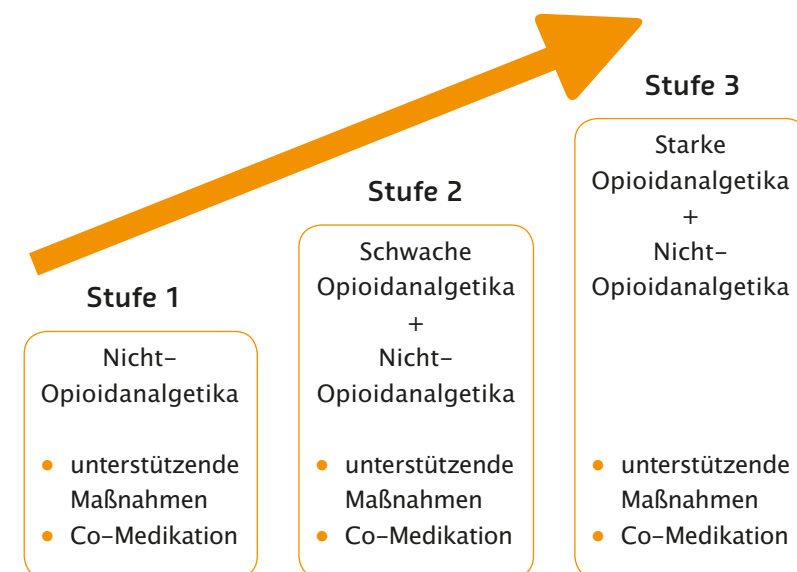 Stufe 1
Nicht-
Opioidanalgetika
• unterstützende
Maßnahmen
• Co-Medikation
Stufe 2
Schwache
Opioidanalgetika
+
Nicht-
Opioidanalgetika
• unterstützende
Maßnahmen
• Co-Medikation
Stufe 3
Starke
Opioidanalgetika
+
Nicht-
Opioidanalgetika
• unterstützende
Maßnahmen
• Co-Medikation